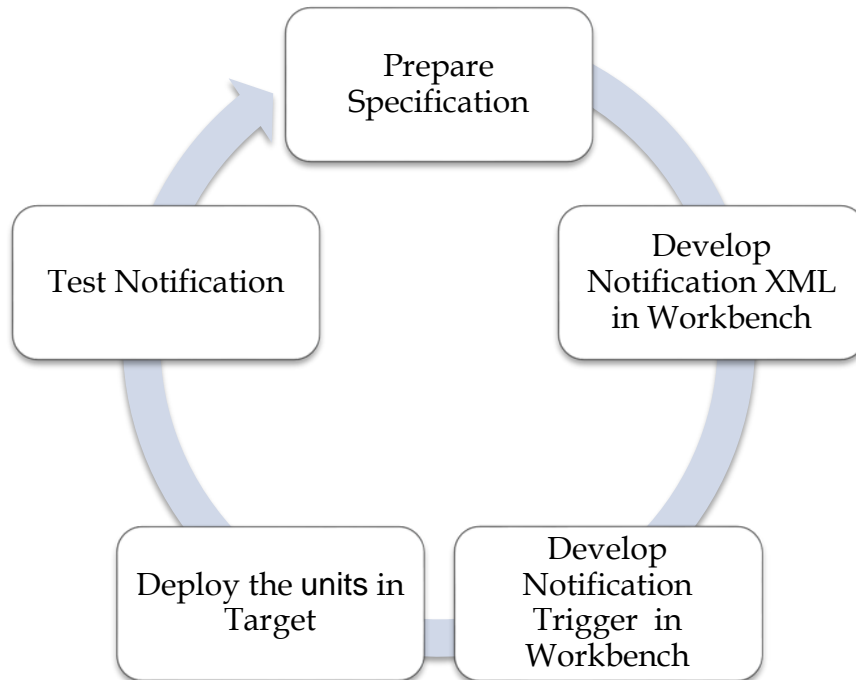 Prepare
Specification
Develop
Notification XML
in Workbench
Develop
Notification
Trigger in
Workbench
Deploy the units in
Target
Test Notification